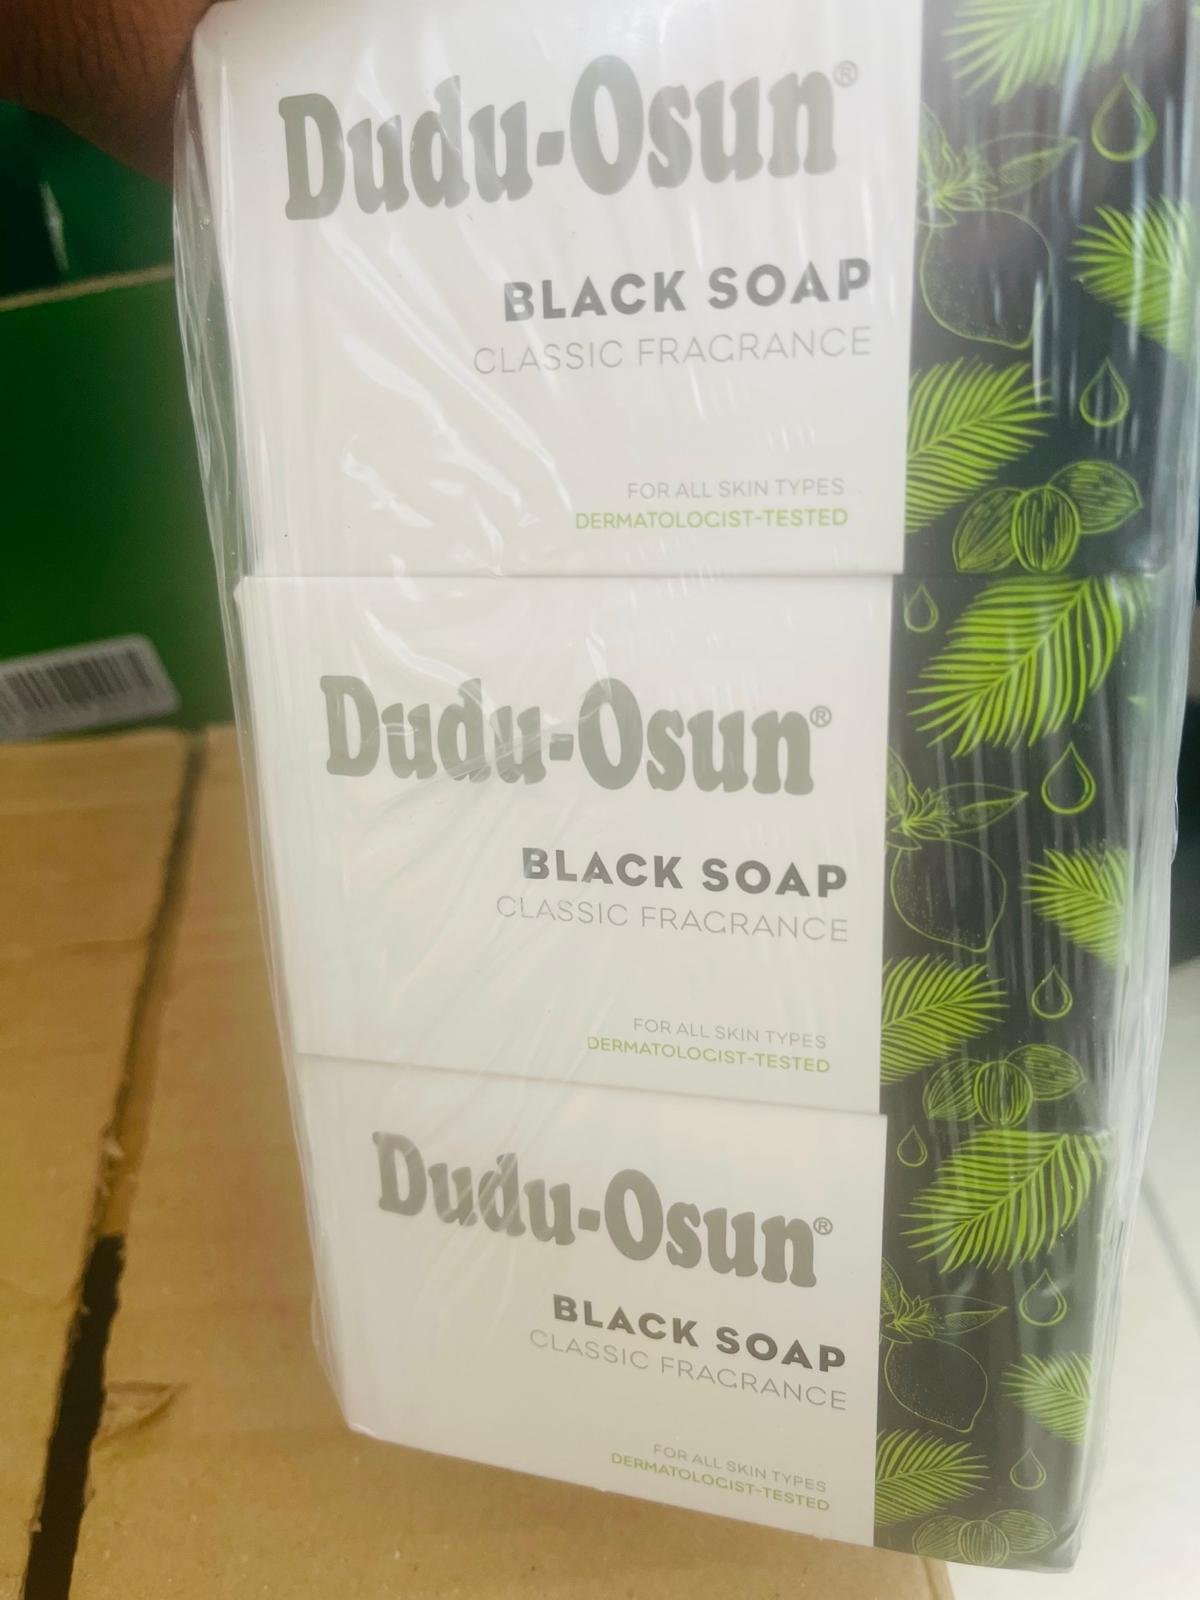 Dudu-Osun®
BLACK SOAP
CLASSIC FRAGRANCE
FOR ALL SKIN TYPES
DERMATOLOGIST-TESTED
Dudu-Osun®
BLACK SOAP
CLASSIC FRAGRANCE
FOR ALL SKIN TYPES
DERMATOLOGIST-TESTED
Dudu-Osun®
BLACK SOAP
CLASSIC FRAGRANCE
FOR ALL SKIN TYPES
DERMATOLOGIST-TESTED